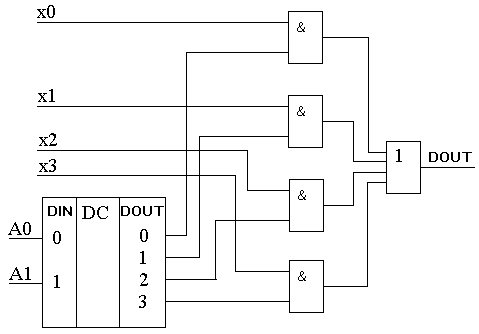 x0
&
x1
&
x2
x3
1 DOUT
&
DIN DC DOUT
A0 0 0
1
A1 1 2
&
3